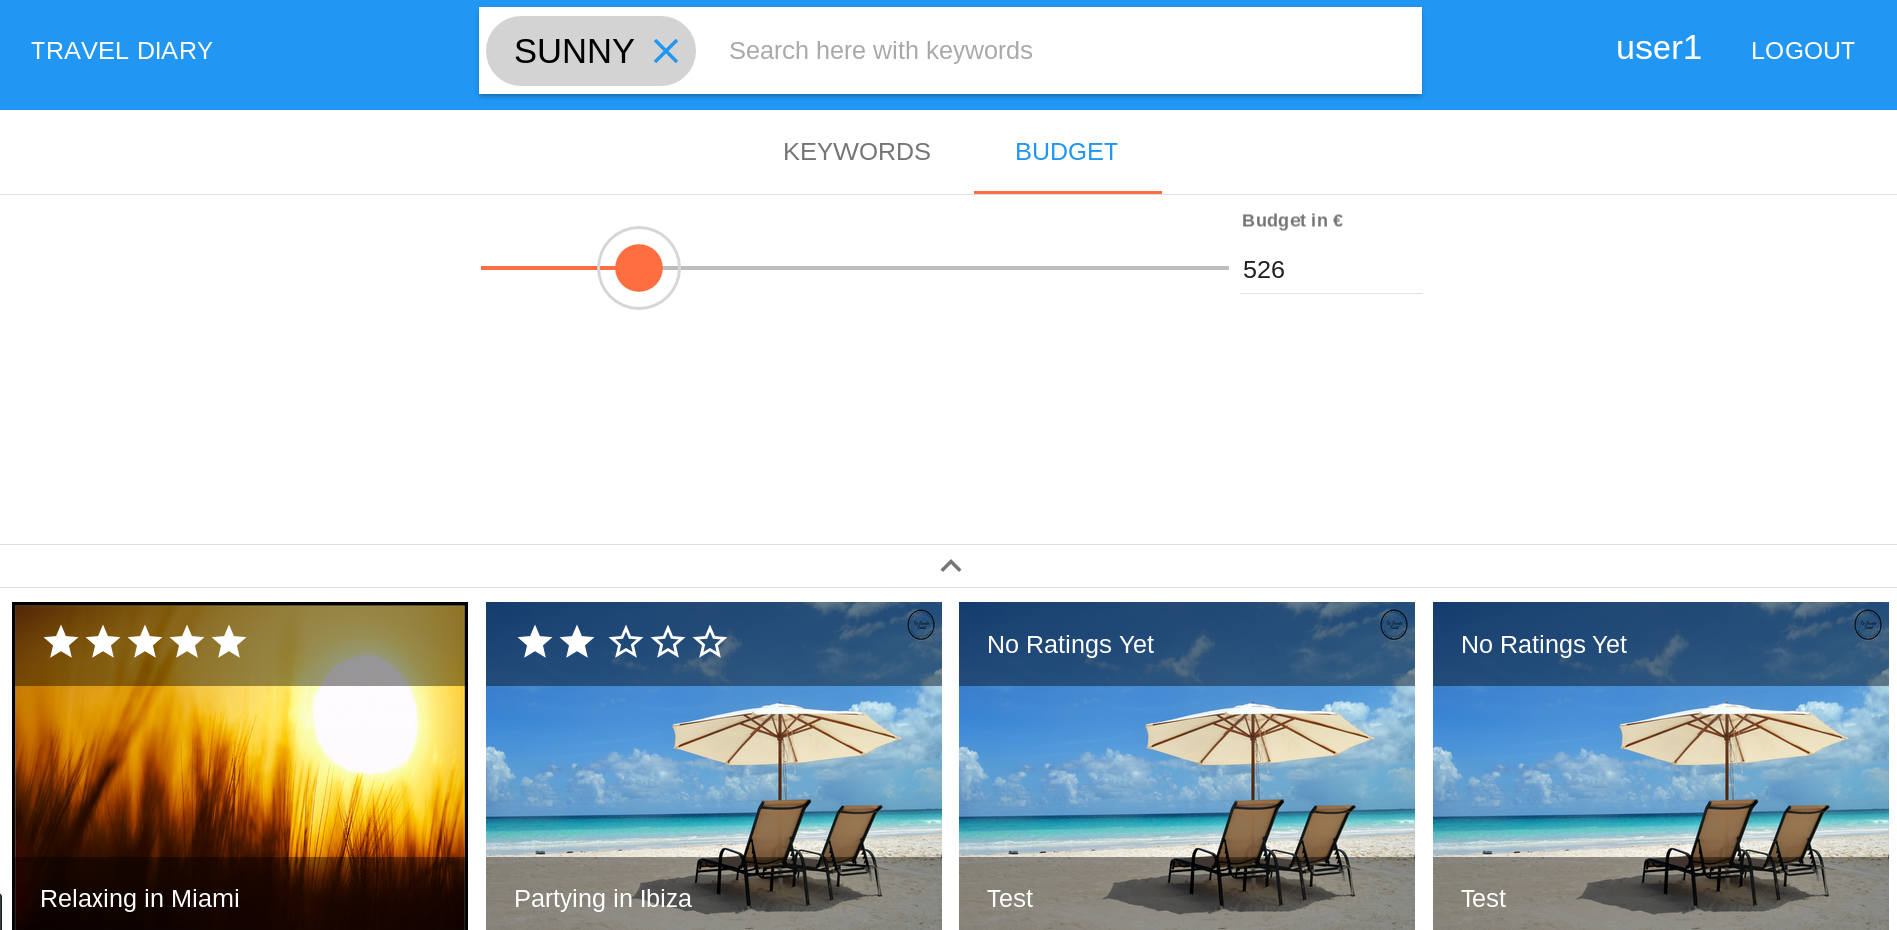 TRAVEL DIARY
SUNNY
Search here with keywords
user1
LOGOUT
KEYWORDS
BUDGET
Budget in €
526
No Ratings Yet
No Ratings Yet
Relaxing in Miami
Partying in Ibiza
Test
Test